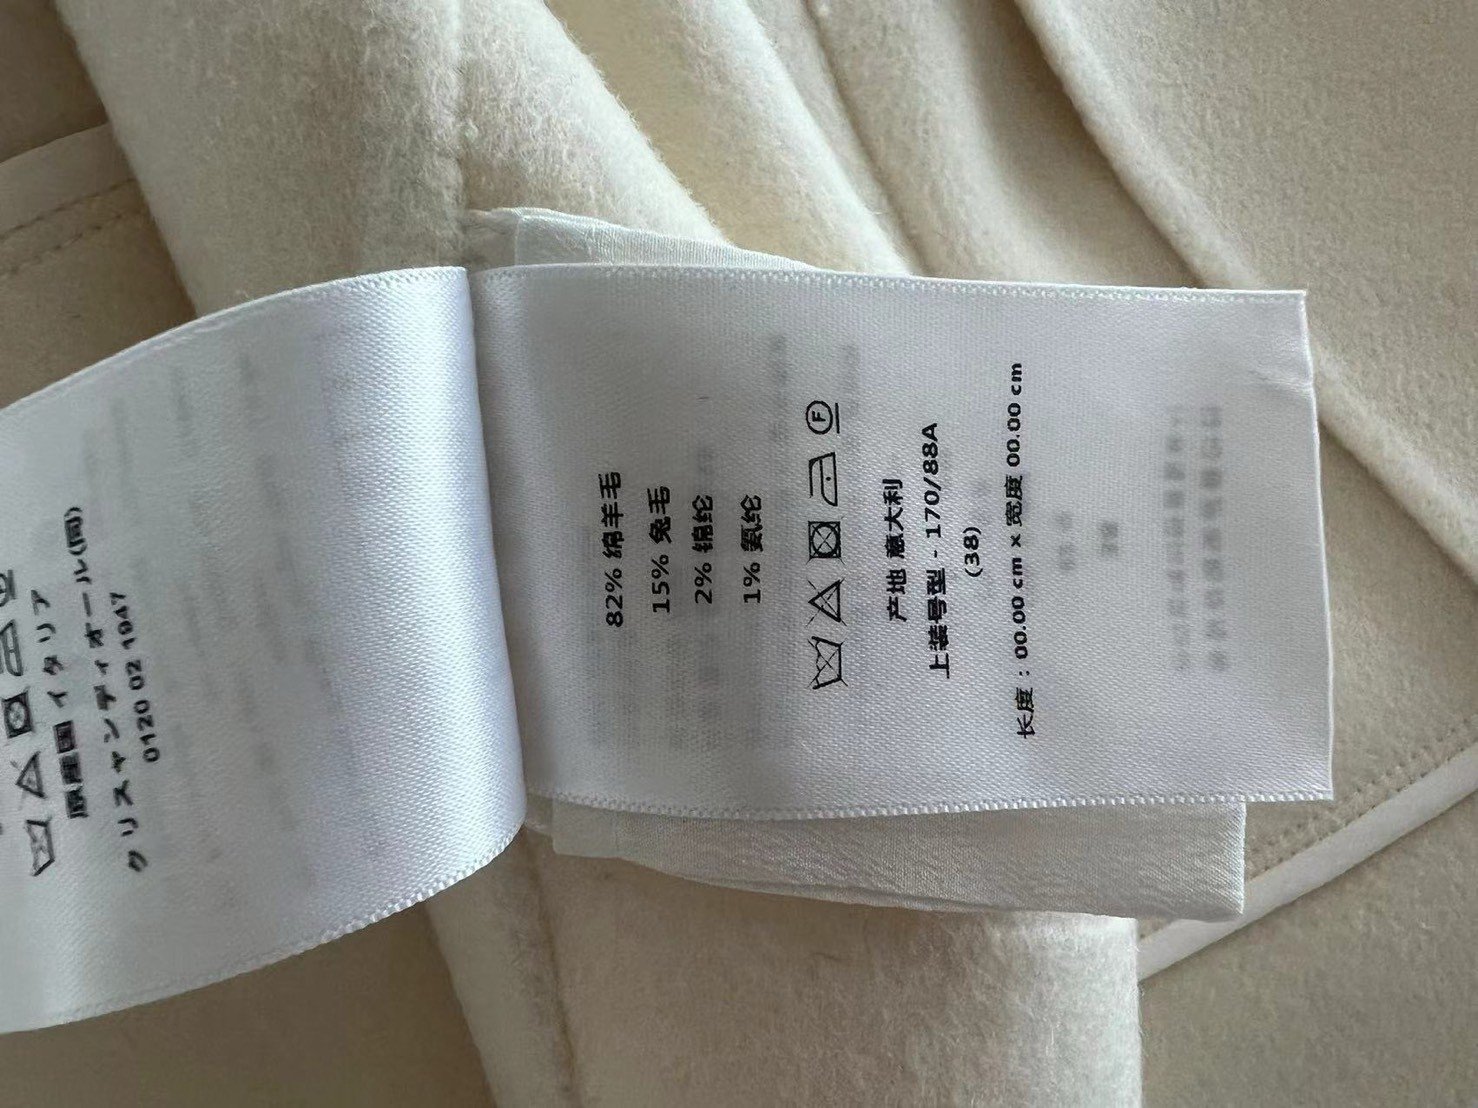 原産国 イタリア
クリスチャンディオール(同)
0120 02 1947
82% 绵羊毛
15% 兔毛
2% 锦纶
1% 氨纶
F
产地 意大利
上装号型 - 170/88A
(38)
长度 : 00.00 cm × 宽度 00.00 cm